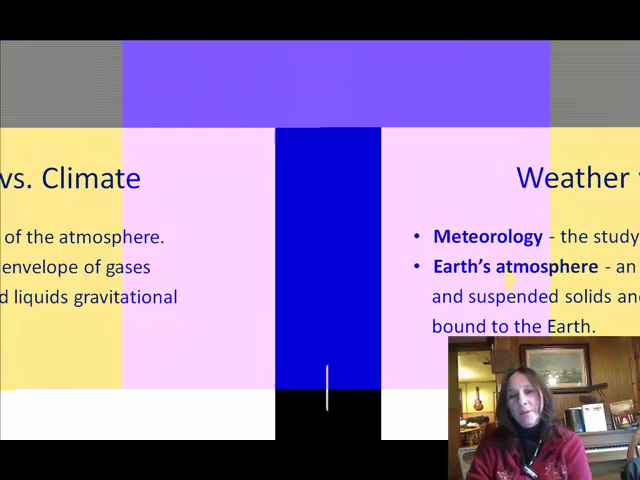 vs. Climate
of the atmosphere.
envelope of gases
d liquids gravitational
Weather
• Meteorology - the study
• Earth's atmosphere - an
and suspended solids an
bound to the Earth.